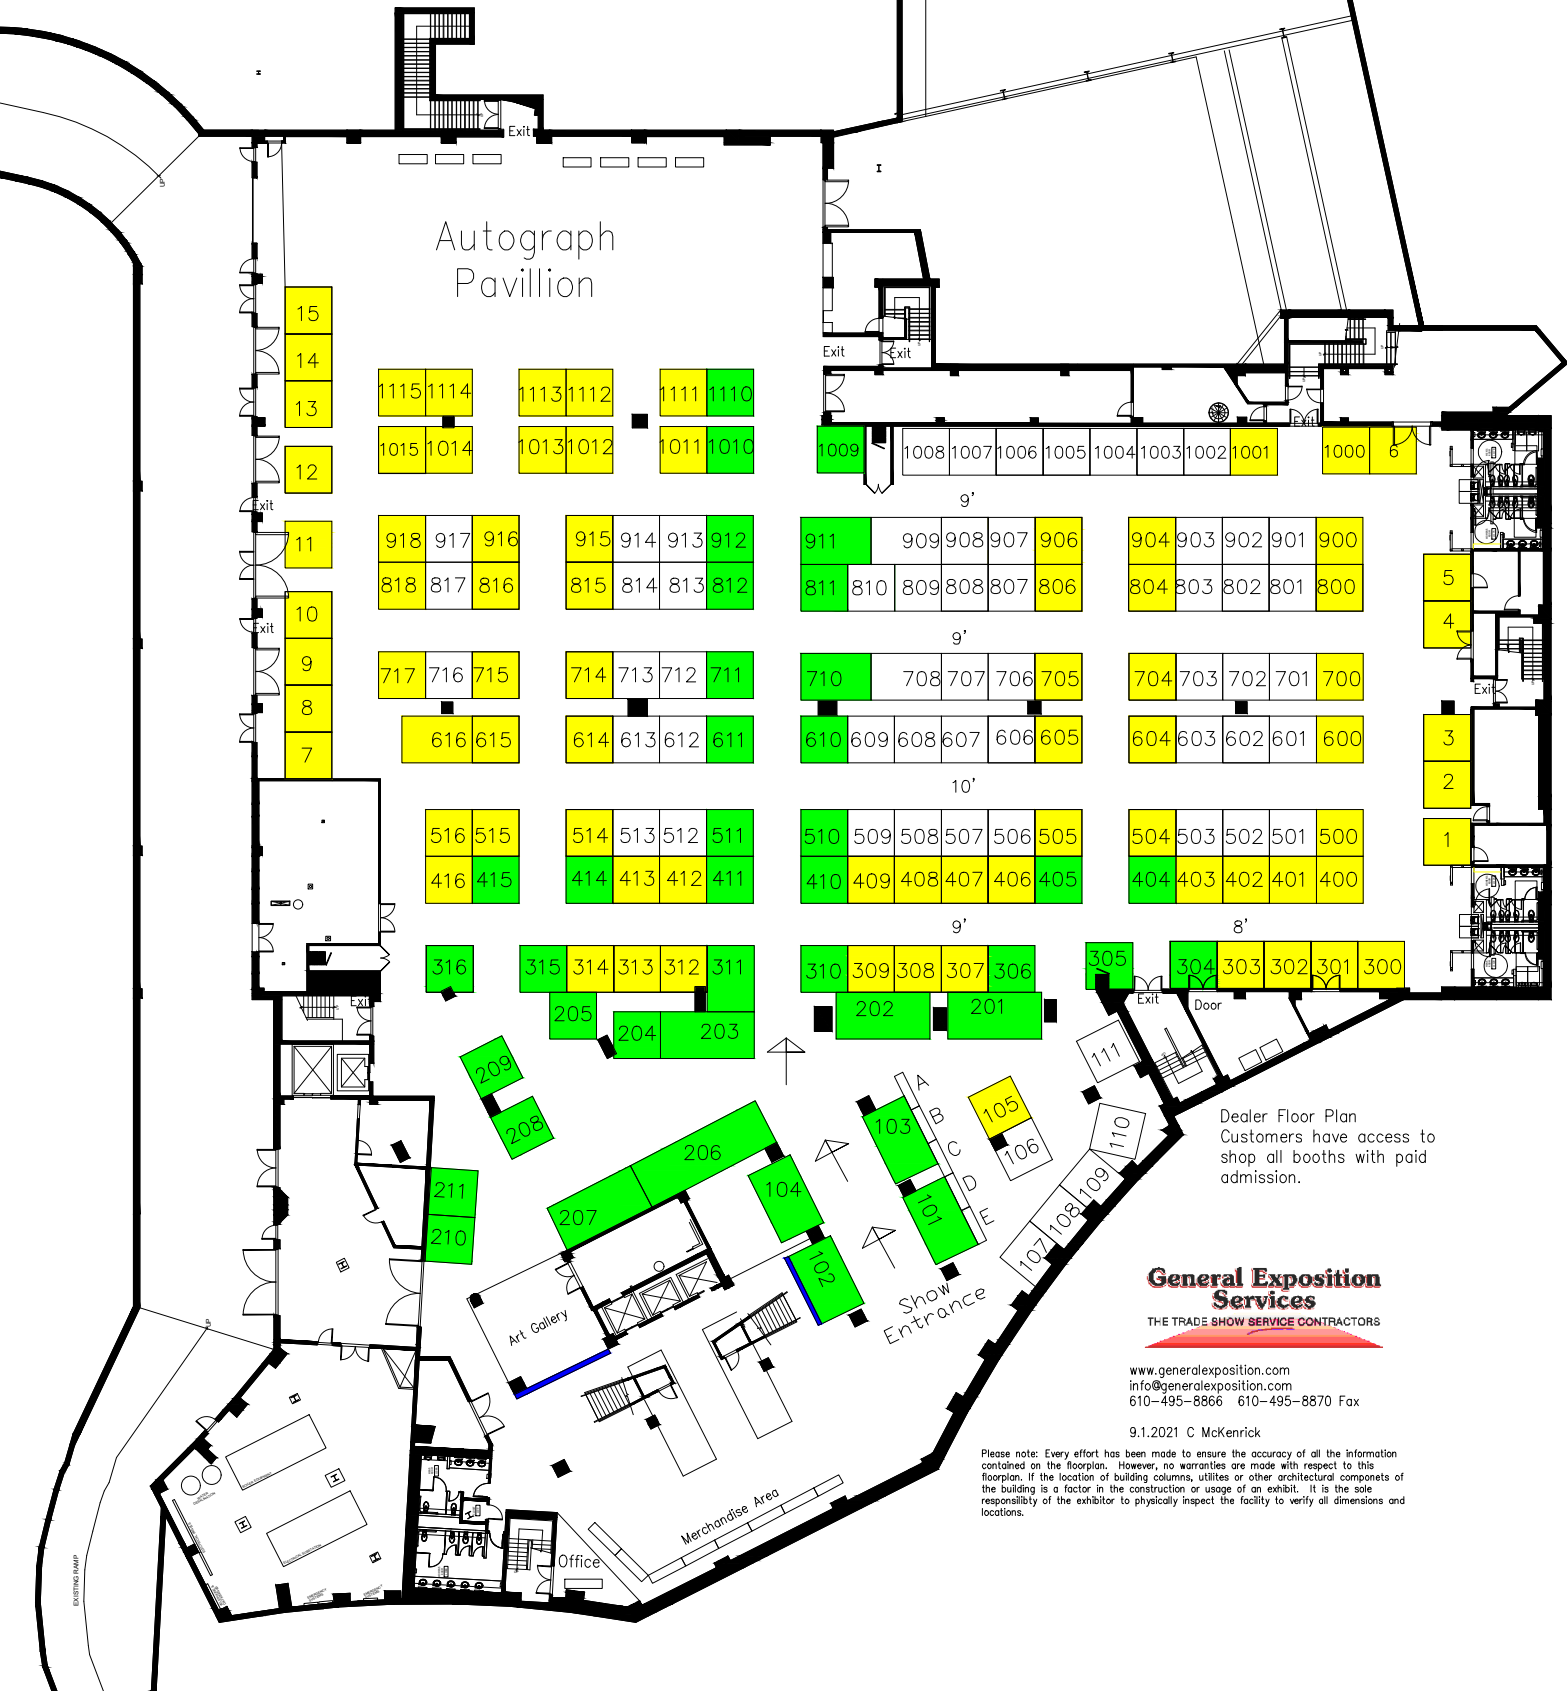 Exit
Autograph
Pavillion
15
14
13
12
Exit
11
10
Exit
9
8
7
1115 1114 1113 1112 1111 1110
Exit Exit
Exit
1015 1014 1013 1012 1011 1010 1009 1008 1007 1006 1005 1004 1003 1002 1001 1000 6
9'
918 917 916 915 914 913 912 911 909 908 907 906 904 903 902 901 900
818 817 816 815 814 813 812 811 810 809 808 807 806 804 803 802 801 800
5
4
9'
717 716 715 714 713 712 711 710 708 707 706 705 704 703 702 701 700
Exit
616 615 614 613 612 611 610 609 608 607 606 605 604 603 602 601 600
3
2
10'
516 515 514 513 512 511 510 509 508 507 506 505 504 503 502 501 500
1
416 415 414 413 412 411 410 409 408 407 406 405 404 403 402 401 400
9'
8'
316 315 314 313 312 311 310 309 308 307 306 305 304 303 302 301 300
Exit
Exit
Door
205 204 203 202 201
209
208
111
A
B
C
D
E
103
105
106
110
109
108
107
206
207
104
101
102
211
210
Show
Entrance
Art Gallery
Merchandise Area
Office
EXISTING RAMP
UP
UP
Dealer Floor Plan
Customers have access to
shop all booths with paid
admission.
General Exposition
Services
THE TRADE SHOW SERVICE CONTRACTORS
www.generalexposition.com
info@generalexposition.com
610-495-8866 610-495-8870 Fax
9.1.2021 C McKenrick
Please note: Every effort has been made to ensure the accuracy of all the information
contained on the floorplan. However, no warranties are made with respect to this
floorplan. If the location of building columns, utilites or other architectural componets of
the building is a factor in the construction or usage of an exhibit. It is the sole
responsiliblty of the exhibitor to physically inspect the facility to verify all dimensions and
locations.